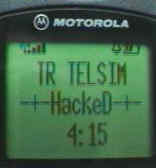 MOTOROLA
TR TELSIM
-+-HackeD-+-
4:15